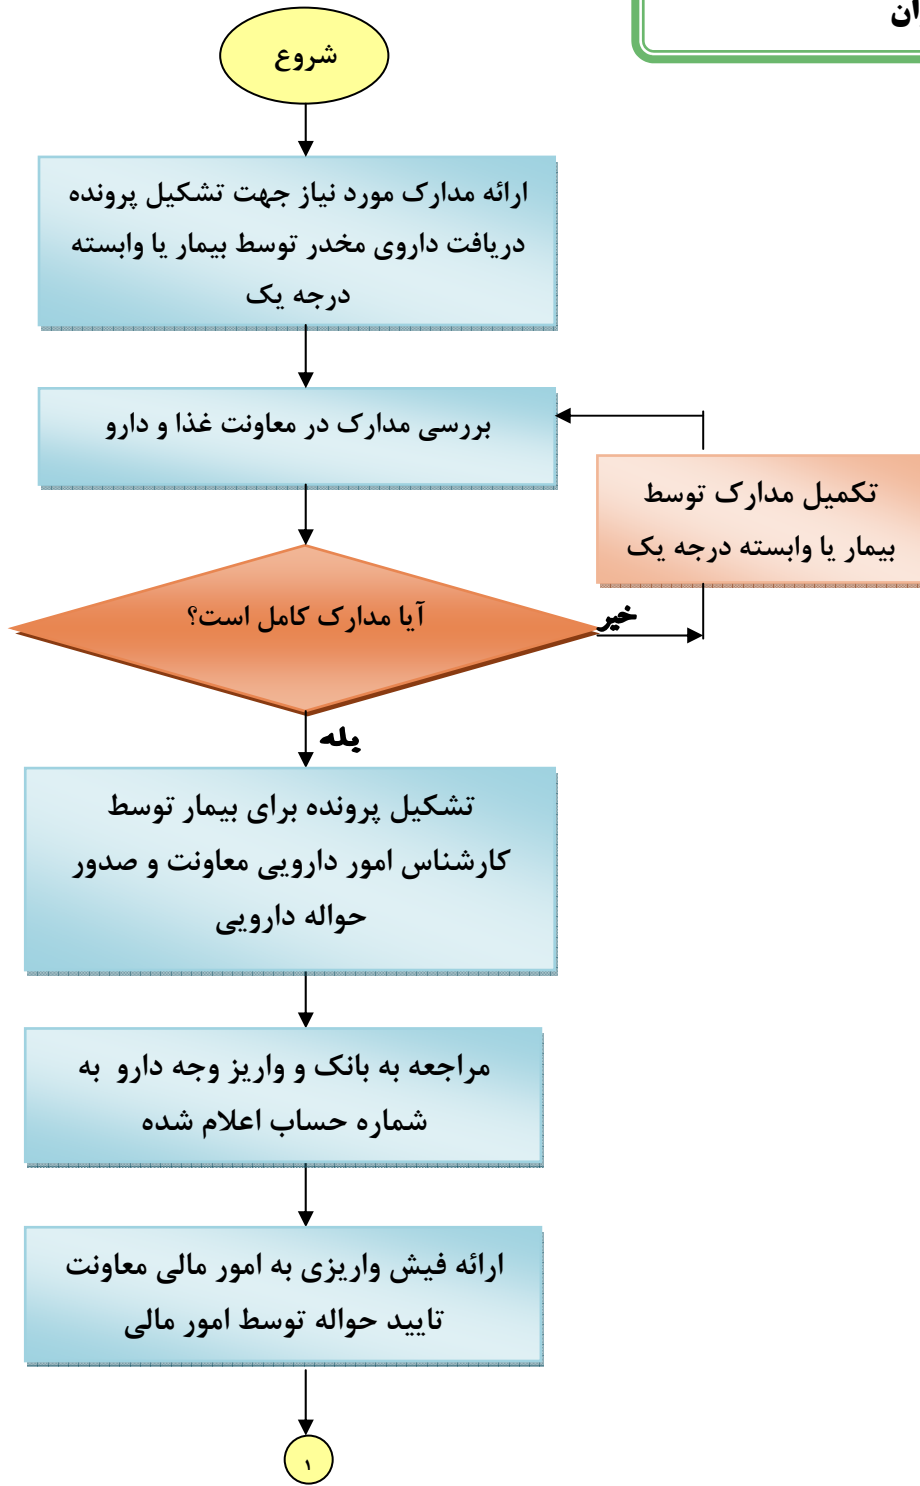 شروع
ارائه مدارک مورد نیاز جهت تشکیل پرونده
دریافت داروی مخدر توسط بیمار یا وابسته
درجه یک
بررسی مدارک در معاونت غذا و دارو
تکمیل مدارک توسط
بیمار یا وابسته درجه یک
آیا مدارک کامل است؟
خیر
بله
تشکیل پرونده برای بیمار توسط
کارشناس امور دارویی معاونت و صدور
حواله دارویی
مراجعه به بانک و واریز وجه دارو به
شماره حساب اعلام شده
ارائه فیش واریزی به امور مالی معاونت
تایید حواله توسط امور مالی
۱